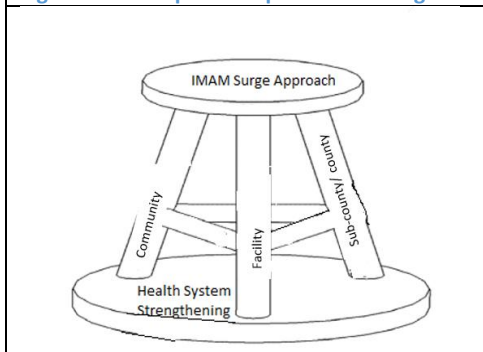 IMAM Surge Approach
Community
Facility
Sub-county/ county
Health System
Strengthening